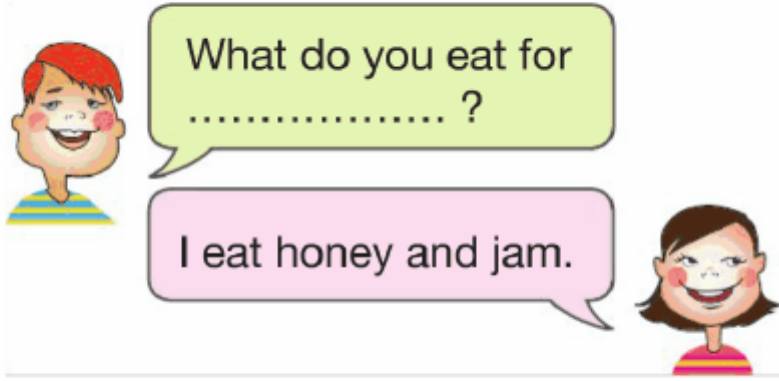 What do you eat for
.................. ?
I eat honey and jam.